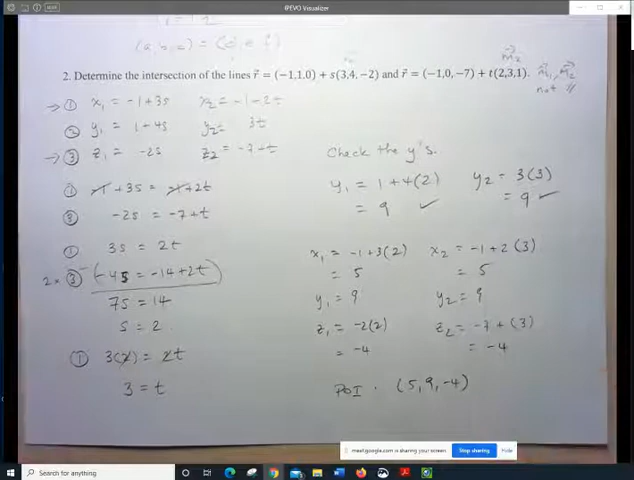 EVO Visualizer
(a, b, c) = (d, e, f)
2. Determine the intersection of the lines r⃗ = (−1,1.0) + s(3,4, −2) and r⃗ = (−1,0, −7) + t(2,3,1).
m⃗₂
m⃗₁, m⃗₂
not //
→ ① x₁ = -1+3s x₂ = -1-2t
② y₁ = 1+4s y₂= 3t
→ ③ z₁ = -2s z₂ = -7+t
① -1+3s = -1+2t
③ -2s = -7+t
① 3s = 2t
2x ③ -(-4s = -14+2t)
7s = 14
s = 2
① 3(2) = 2t
3 = t
Check the y's.
y₁ = 1+4(2) y₂ = 3(3)
= 9 ✓ = 9 ✓
x₁ = -1+3(2) x₂ = -1+2(3)
= 5 = 5
y₁ = 9 y₂ = 9
z₁ = -2(2) z₂ = -7+(3)
= -4 = -4
POI · (5,9,-4)
meet.google.com is sharing your screen. Stop sharing Hide
Search for anything